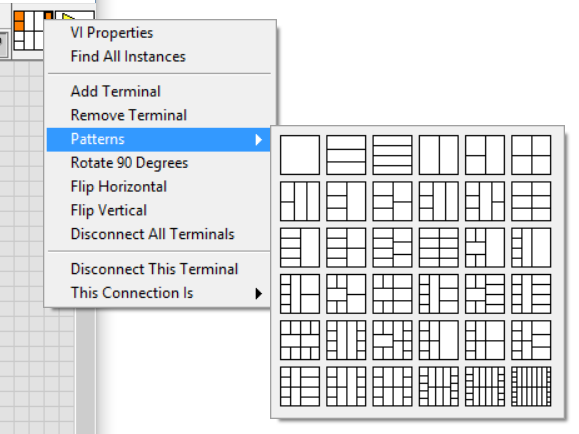 VI Properties
Find All Instances
Add Terminal
Remove Terminal
Patterns
Rotate 90 Degrees
Flip Horizontal
Flip Vertical
Disconnect All Terminals
Disconnect This Terminal
This Connection Is